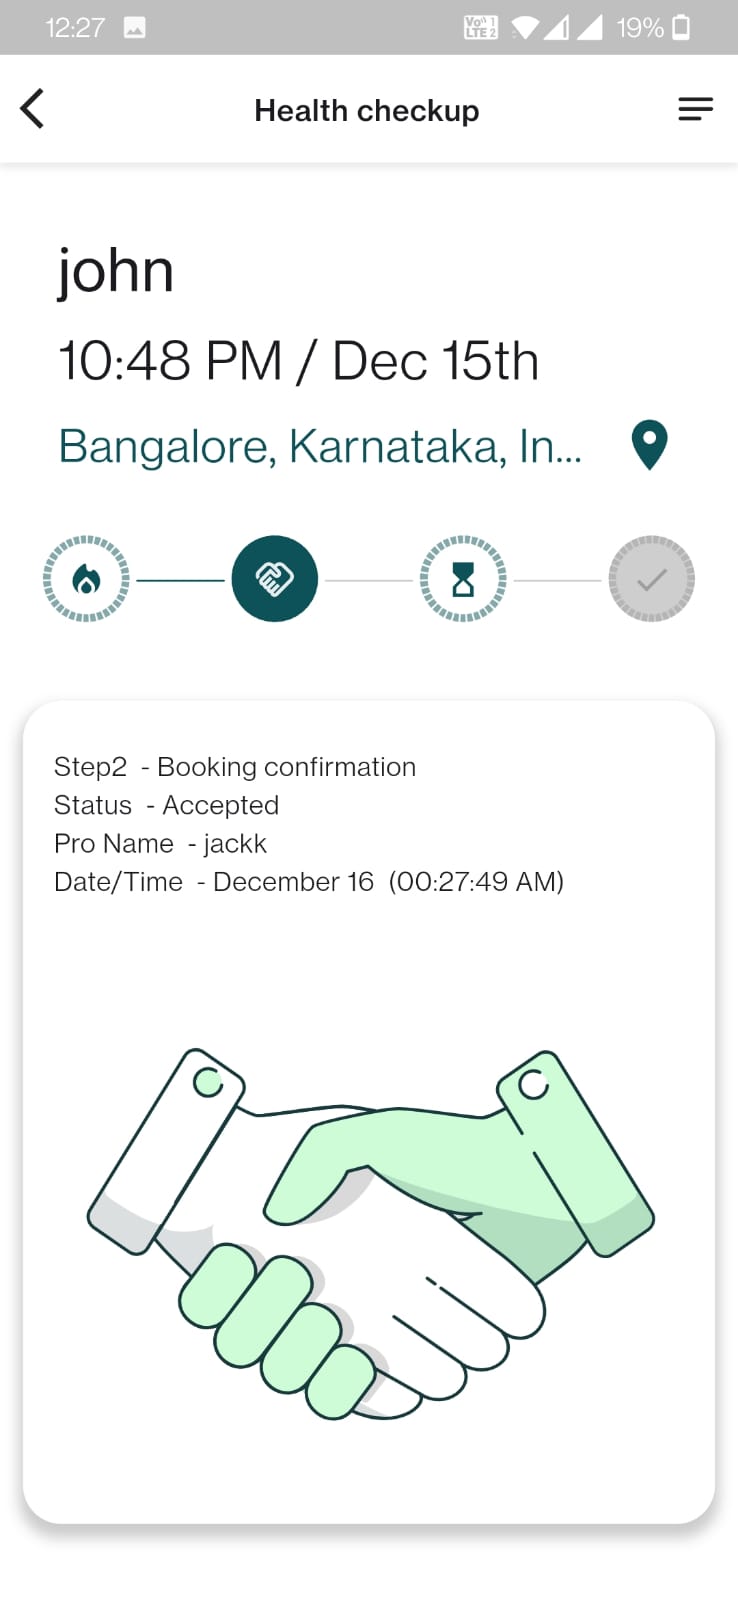 12:27
Vo 1
LTE 2
19%
Health checkup
john
10:48 PM / Dec 15th
Bangalore, Karnataka, In...
Step2 - Booking confirmation
Status - Accepted
Pro Name - jackk
Date/Time - December 16 (00:27:49 AM)